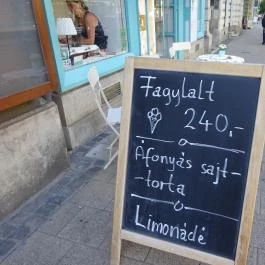 Fagylalt
240,-
Áfonyás sajt-
-torta
Limonádé